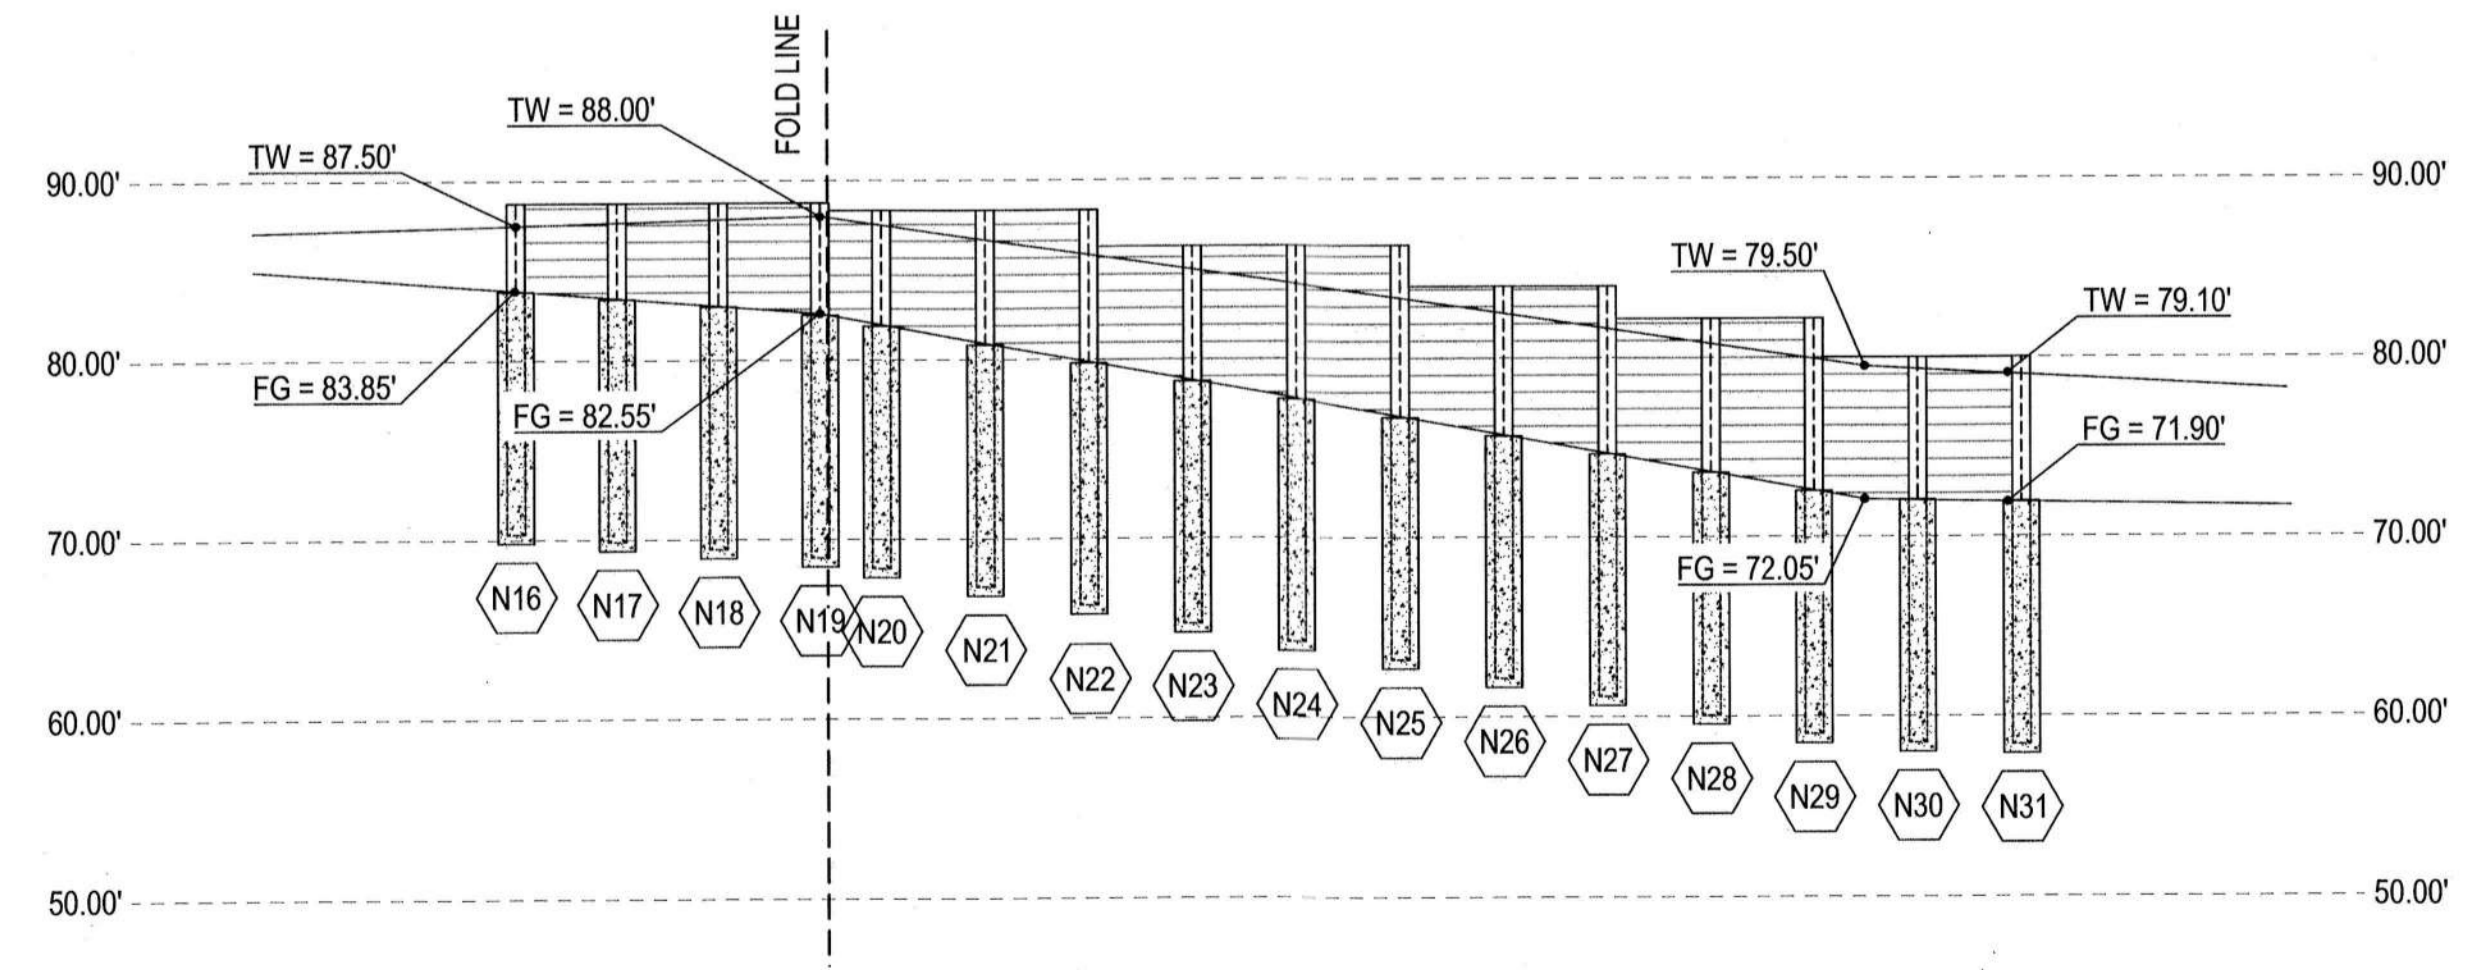 FOLD LINE
TW = 88.00'
TW = 87.50'
90.00'
90.00'
TW = 79.50'
TW = 79.10'
80.00'
80.00'
FG = 83.85'
FG = 82.55'
FG = 71.90'
70.00'
70.00'
FG = 72.05'
N16
N17
N18
N19
N20
N21
N22
N23
N24
N25
N26
N27
N28
N29
N30
N31
60.00'
60.00'
50.00'
50.00'